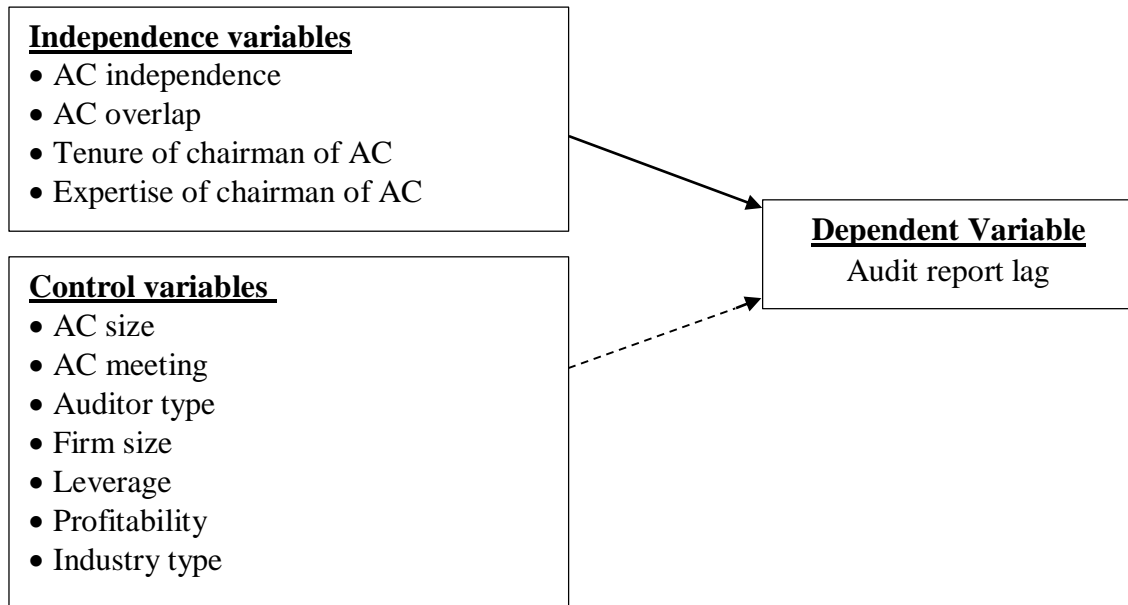 Independence variables
• AC independence
• AC overlap
• Tenure of chairman of AC
• Expertise of chairman of AC
Control variables
• AC size
• AC meeting
• Auditor type
• Firm size
• Leverage
• Profitability
• Industry type
Dependent Variable
Audit report lag